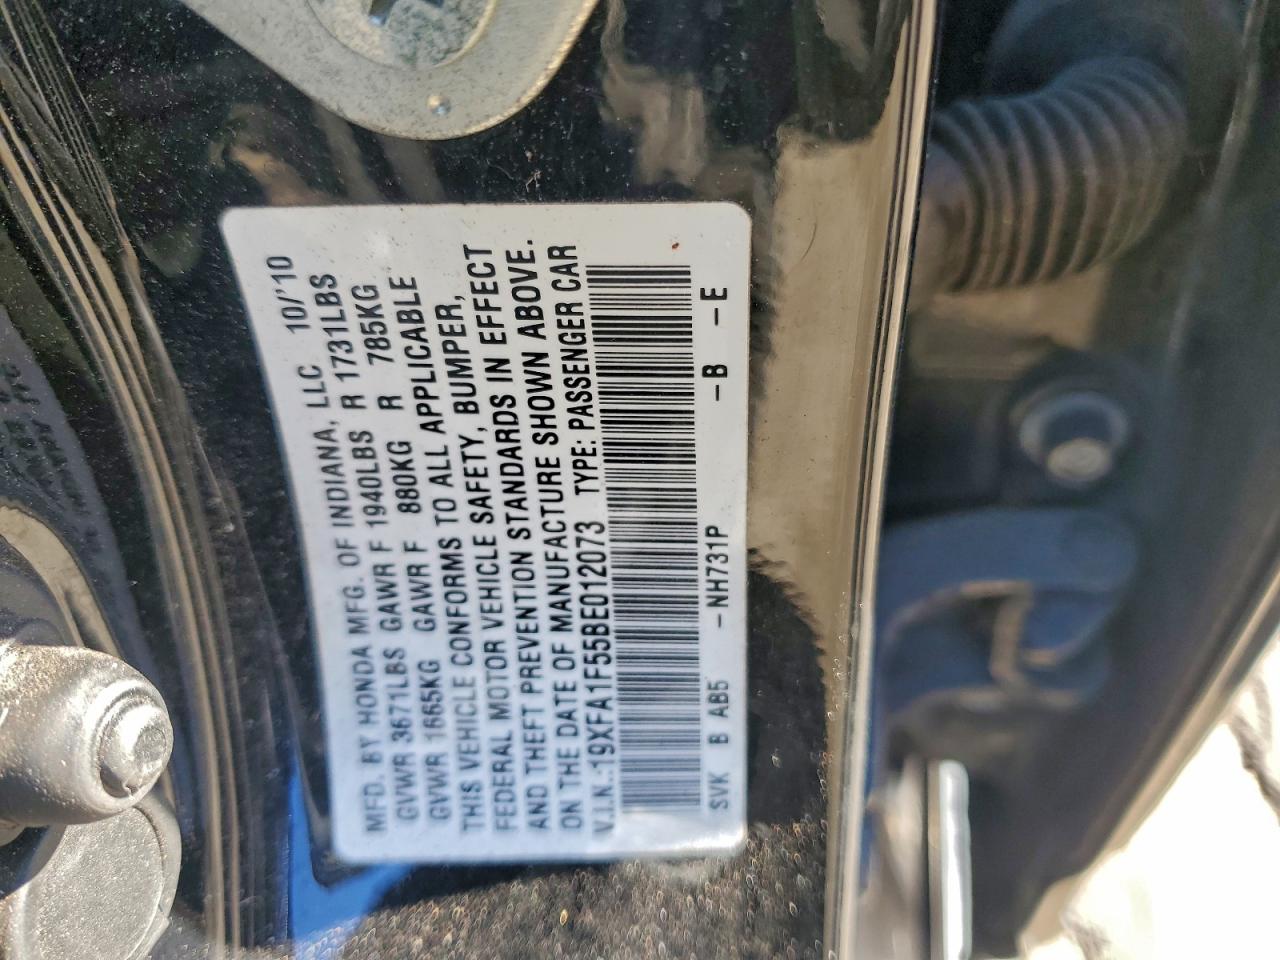 MFD. BY HONDA MFG. OF INDIANA, LLC 10/'10
GVWR 3671LBS GAWR F 1940LBS R 1731LBS
GVWR 1665KG GAWR F 880KG R 785KG
THIS VEHICLE CONFORMS TO ALL APPLICABLE
FEDERAL MOTOR VEHICLE SAFETY, BUMPER,
AND THEFT PREVENTION STANDARDS IN EFFECT
ON THE DATE OF MANUFACTURE SHOWN ABOVE.
V.I.N.:19XFA1F55BE012073 TYPE: PASSENGER CAR
SVK B AB5 -NH731P -B -E